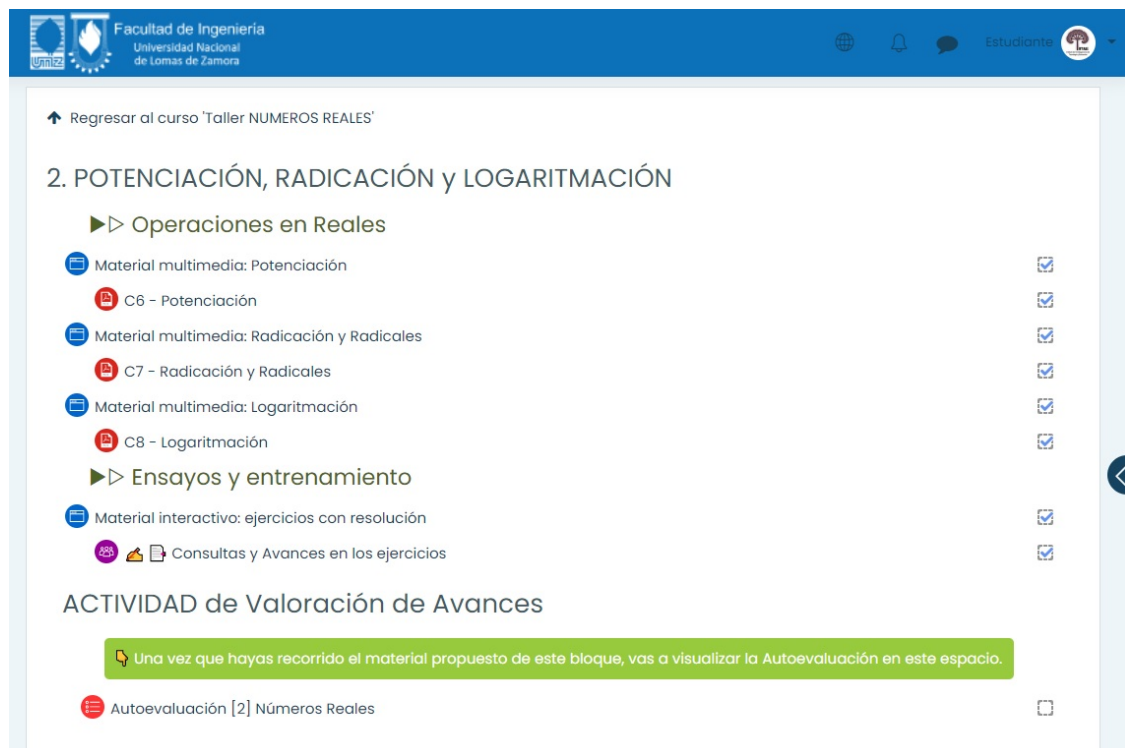 Facultad de Ingeniería
Universidad Nacional
de Lomas de Zamora
Estudiante
Regresar al curso 'Taller NUMEROS REALES'
2. POTENCIACIÓN, RADICACIÓN y LOGARITMACIÓN
Operaciones en Reales
Material multimedia: Potenciación
C6 - Potenciación
Material multimedia: Radicación y Radicales
C7 - Radicación y Radicales
Material multimedia: Logaritmación
C8 - Logaritmación
Ensayos y entrenamiento
Material interactivo: ejercicios con resolución
Consultas y Avances en los ejercicios
ACTIVIDAD de Valoración de Avances
Una vez que hayas recorrido el material propuesto de este bloque, vas a visualizar la Autoevaluación en este espacio.
Autoevaluación [2] Números Reales